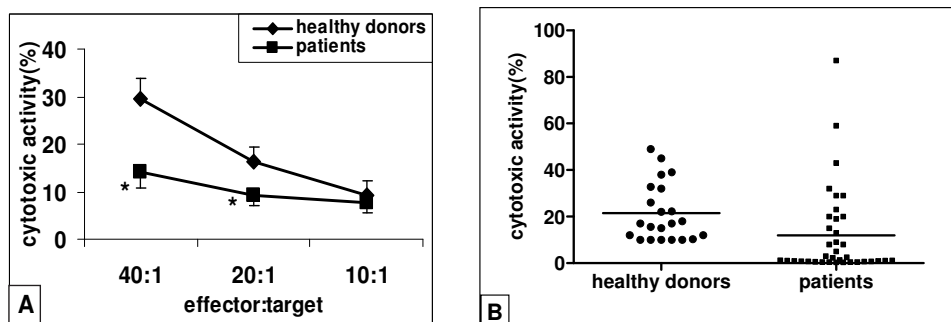 healthy donors
patients
cytotoxic activity(%)
40
30
20
10
0
*
*
40:1 20:1 10:1
effector:target
A
cytotoxic activity(%)
100
80
60
40
20
0
healthy donors patients
B